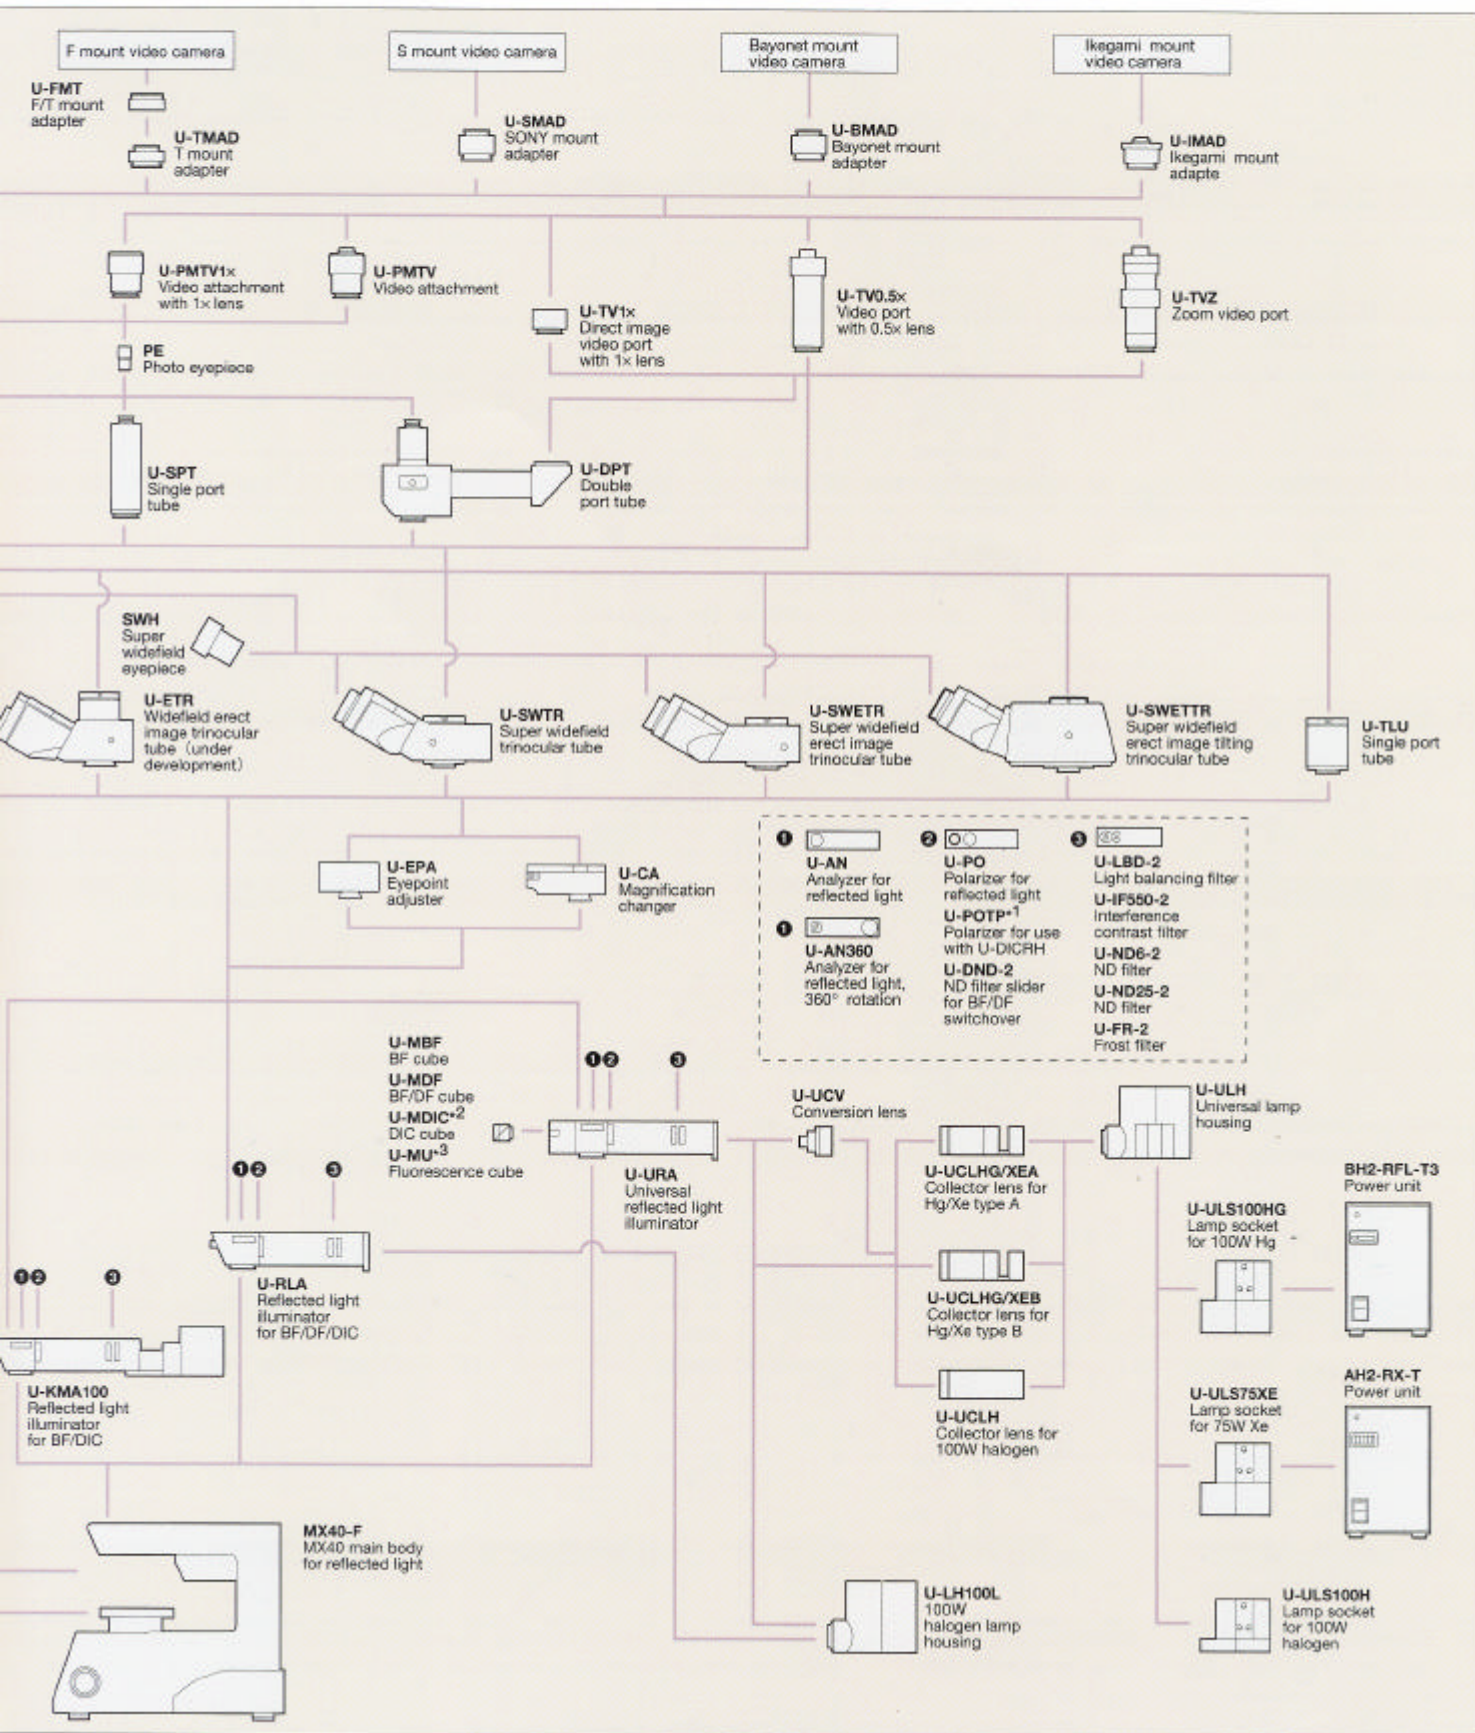 F mount video camera
S mount video camera
Bayonet mount
video camera
Ikegami mount
video camera
U-FMT
F/T mount
adapter
U-TMAD
T mount
adapter
U-SMAD
SONY mount
adapter
U-BMAD
Bayonet mount
adapter
U-IMAD
Ikegami mount
adapte
U-PMTV1×
Video attachment
with 1× lens
U-PMTV
Video attachment
U-TV1×
Direct image
video port
with 1× lens
U-TV0.5×
Video port
with 0.5× lens
U-TVZ
Zoom video port
PE
Photo eyepiece
U-SPT
Single port
tube
U-DPT
Double
port tube
SWH
Super
widefield
eyepiece
U-ETR
Widefield erect
image trinocular
tube (under
development)
U-SWTR
Super widefield
trinocular tube
U-SWETR
Super widefield
erect image
trinocular tube
U-SWETTR
Super widefield
erect image tilting
trinocular tube
U-TLU
Single port
tube
U-EPA
Eyepoint
adjuster
U-CA
Magnification
changer
❶
U-AN
Analyzer for
reflected light
❶
U-AN360
Analyzer for
reflected light,
360° rotation
❷
U-PO
Polarizer for
reflected light
U-POTP*1
Polarizer for use
with U-DICRH
U-DND-2
ND filter slider
for BF/DF
switchover
❸
U-LBD-2
Light balancing filter
U-IF550-2
Interference
contrast filter
U-ND6-2
ND filter
U-ND25-2
ND filter
U-FR-2
Frost filter
U-MBF
BF cube
U-MDF
BF/DF cube
U-MDIC*2
DIC cube
U-MU*3
Fluorescence cube
❶❷ ❸
U-URA
Universal
reflected light
illuminator
U-UCV
Conversion lens
U-UCLHG/XEA
Collector lens for
Hg/Xe type A
U-ULH
Universal lamp
housing
BH2-RFL-T3
Power unit
U-ULS100HG
Lamp socket
for 100W Hg
❶❷ ❸
U-RLA
Reflected light
illuminator
for BF/DF/DIC
U-UCLHG/XEB
Collector lens for
Hg/Xe type B
❶❷ ❸
U-KMA100
Reflected light
illuminator
for BF/DIC
U-UCLH
Collector lens for
100W halogen
U-ULS75XE
Lamp socket
for 75W Xe
AH2-RX-T
Power unit
MX40-F
MX40 main body
for reflected light
U-LH100L
100W
halogen lamp
housing
U-ULS100H
Lamp socket
for 100W
halogen